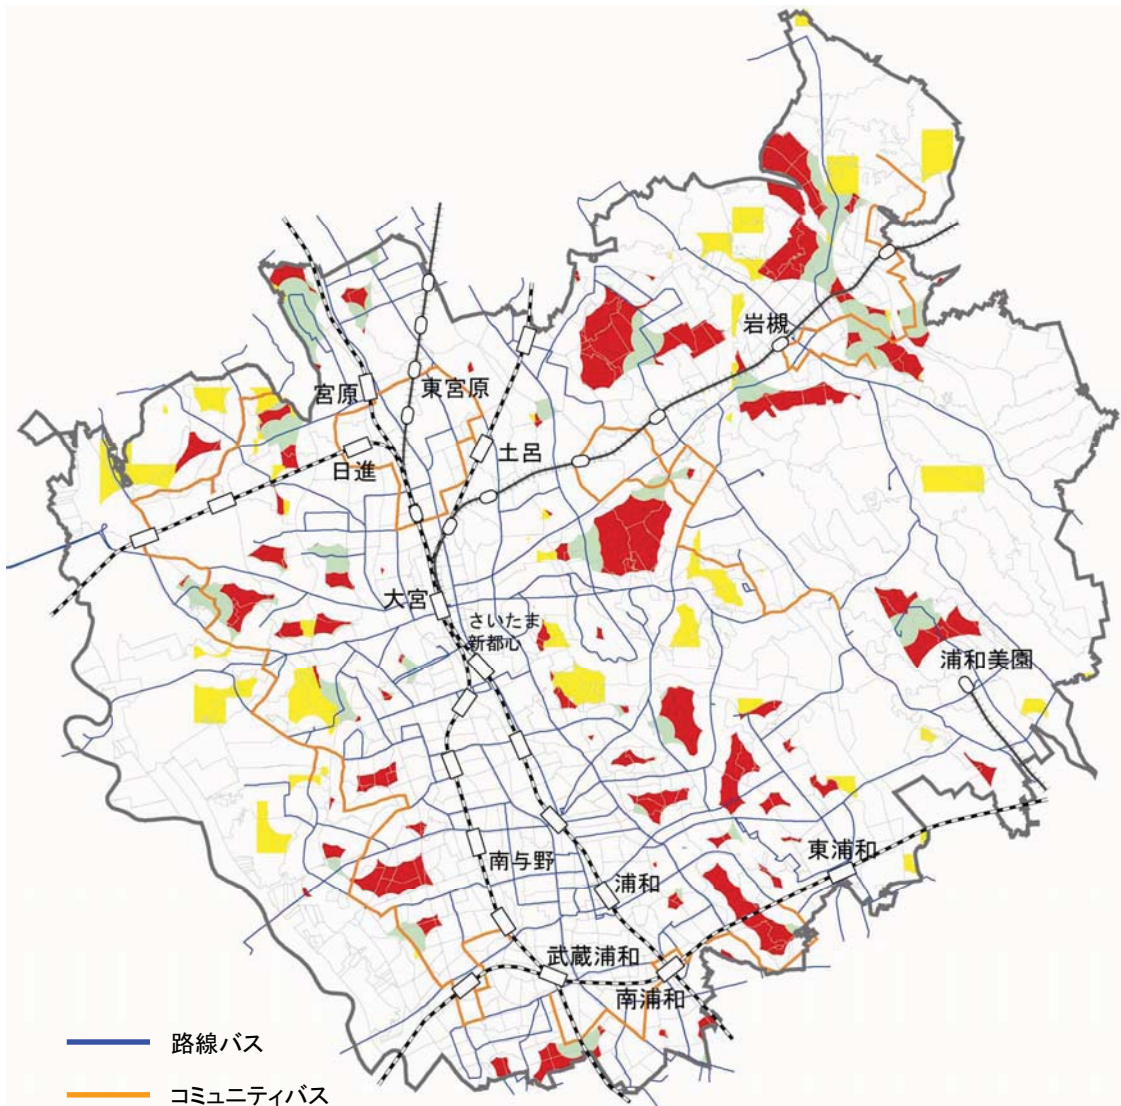 岩槻
宮原
東宮原
土呂
日進
大宮
さいたま
新都心
浦和美園
東浦和
南与野
浦和
武蔵浦和
南浦和
路線バス
コミュニティバス